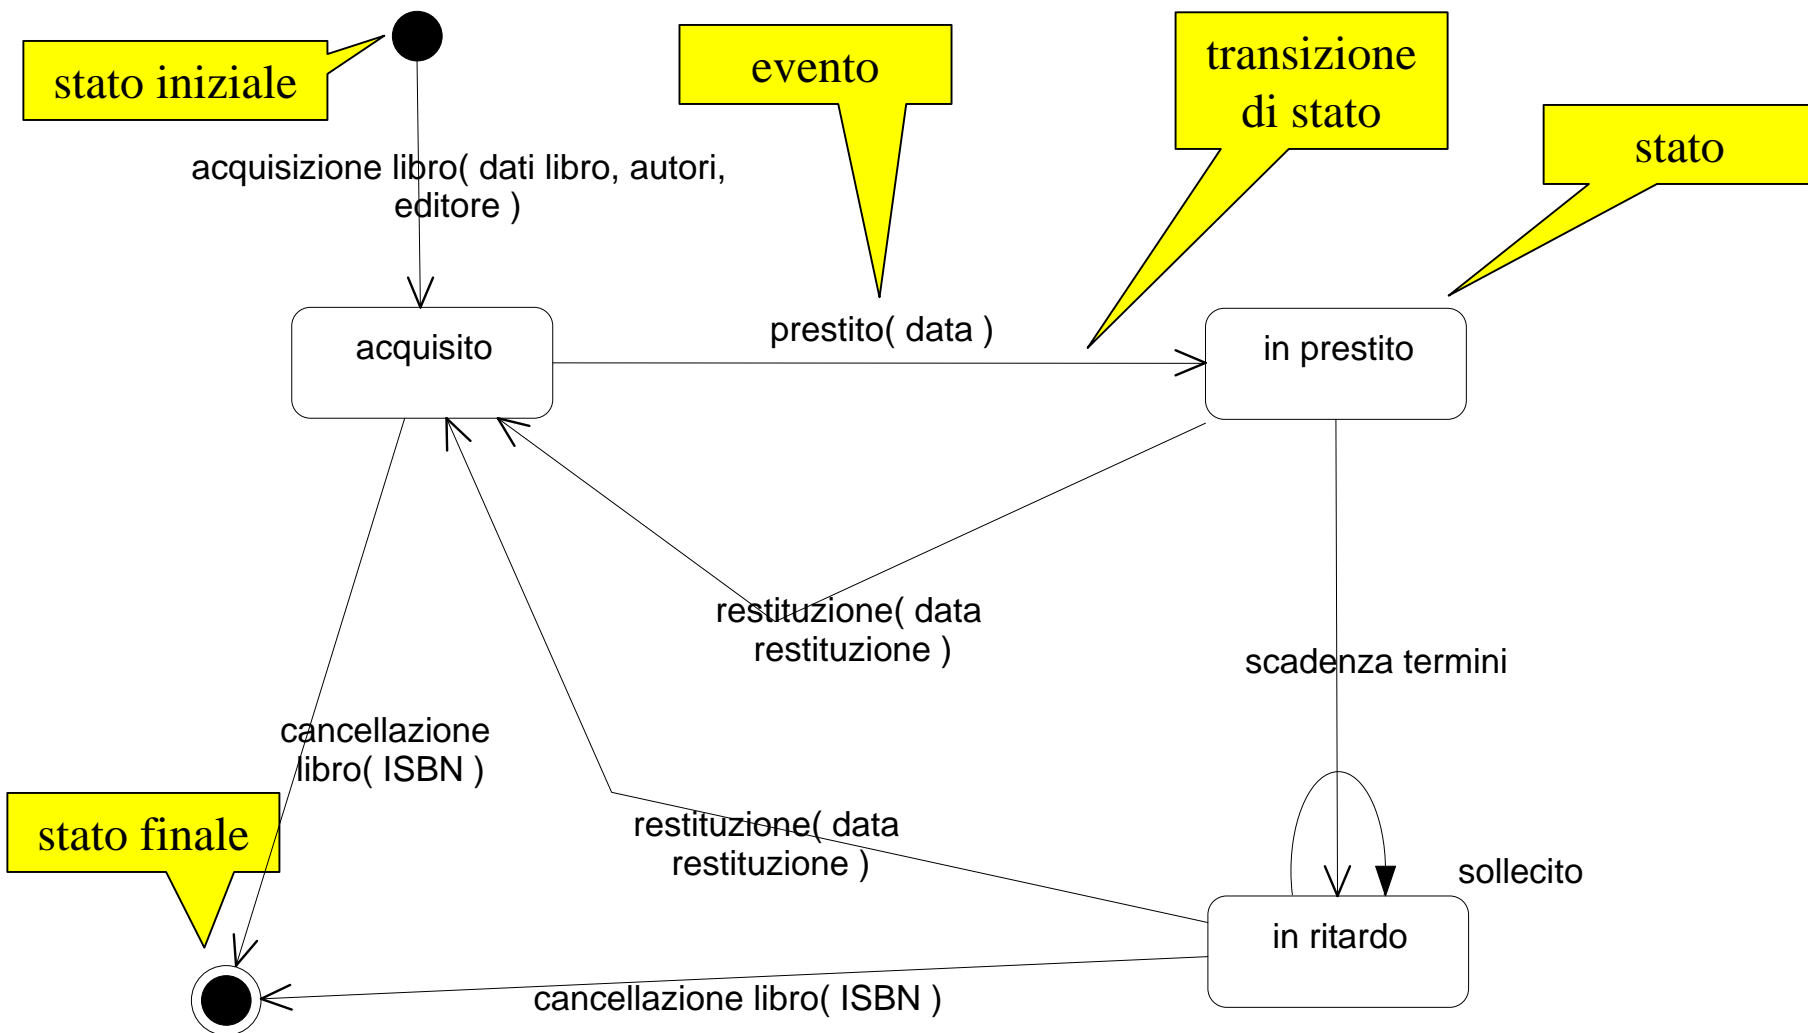 stato iniziale
evento
transizione
di stato
stato
acquisizione libro( dati libro, autori,
editore )
prestito( data )
acquisito
in prestito
restituzione( data
restituzione )
scadenza termini
cancellazione
libro( ISBN )
stato finale
restituzione( data
restituzione )
sollecito
in ritardo
cancellazione libro( ISBN )